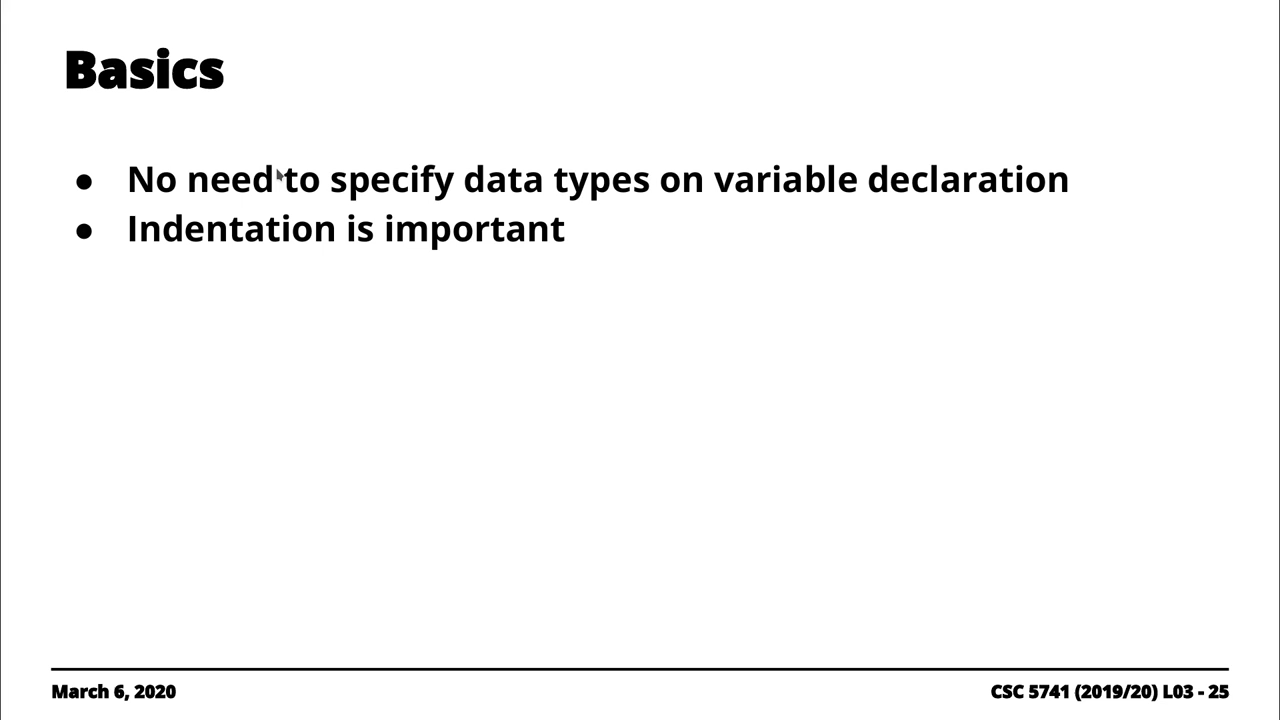 Basics
● No need to specify data types on variable declaration
● Indentation is important
March 6, 2020
CSC 5741 (2019/20) L03 - 25